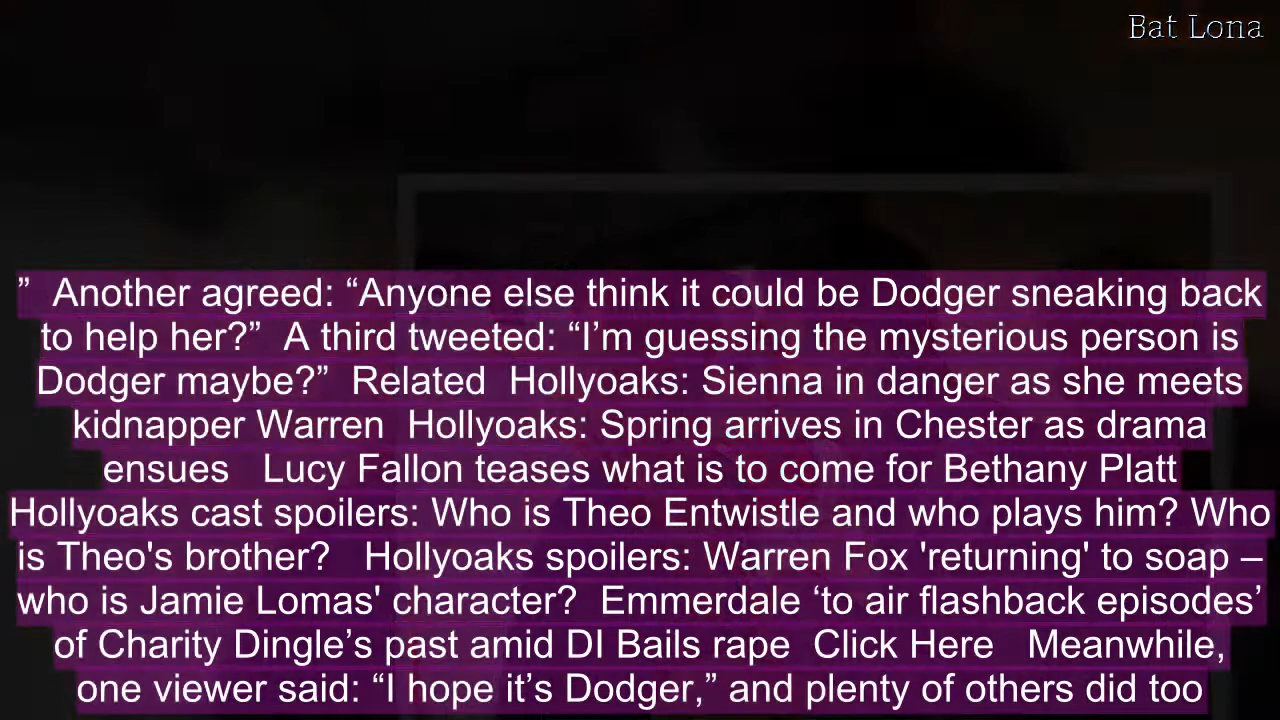 Bat Lona
”  Another agreed: “Anyone else think it could be Dodger sneaking back
to help her?”  A third tweeted: “I’m guessing the mysterious person is
Dodger maybe?”  Related  Hollyoaks: Sienna in danger as she meets
kidnapper Warren  Hollyoaks: Spring arrives in Chester as drama
ensues   Lucy Fallon teases what is to come for Bethany Platt
Hollyoaks cast spoilers: Who is Theo Entwistle and who plays him? Who
is Theo's brother?   Hollyoaks spoilers: Warren Fox 'returning' to soap –
who is Jamie Lomas' character?  Emmerdale ‘to air flashback episodes’
of Charity Dingle’s past amid DI Bails rape  Click Here   Meanwhile,
one viewer said: “I hope it’s Dodger,” and plenty of others did too